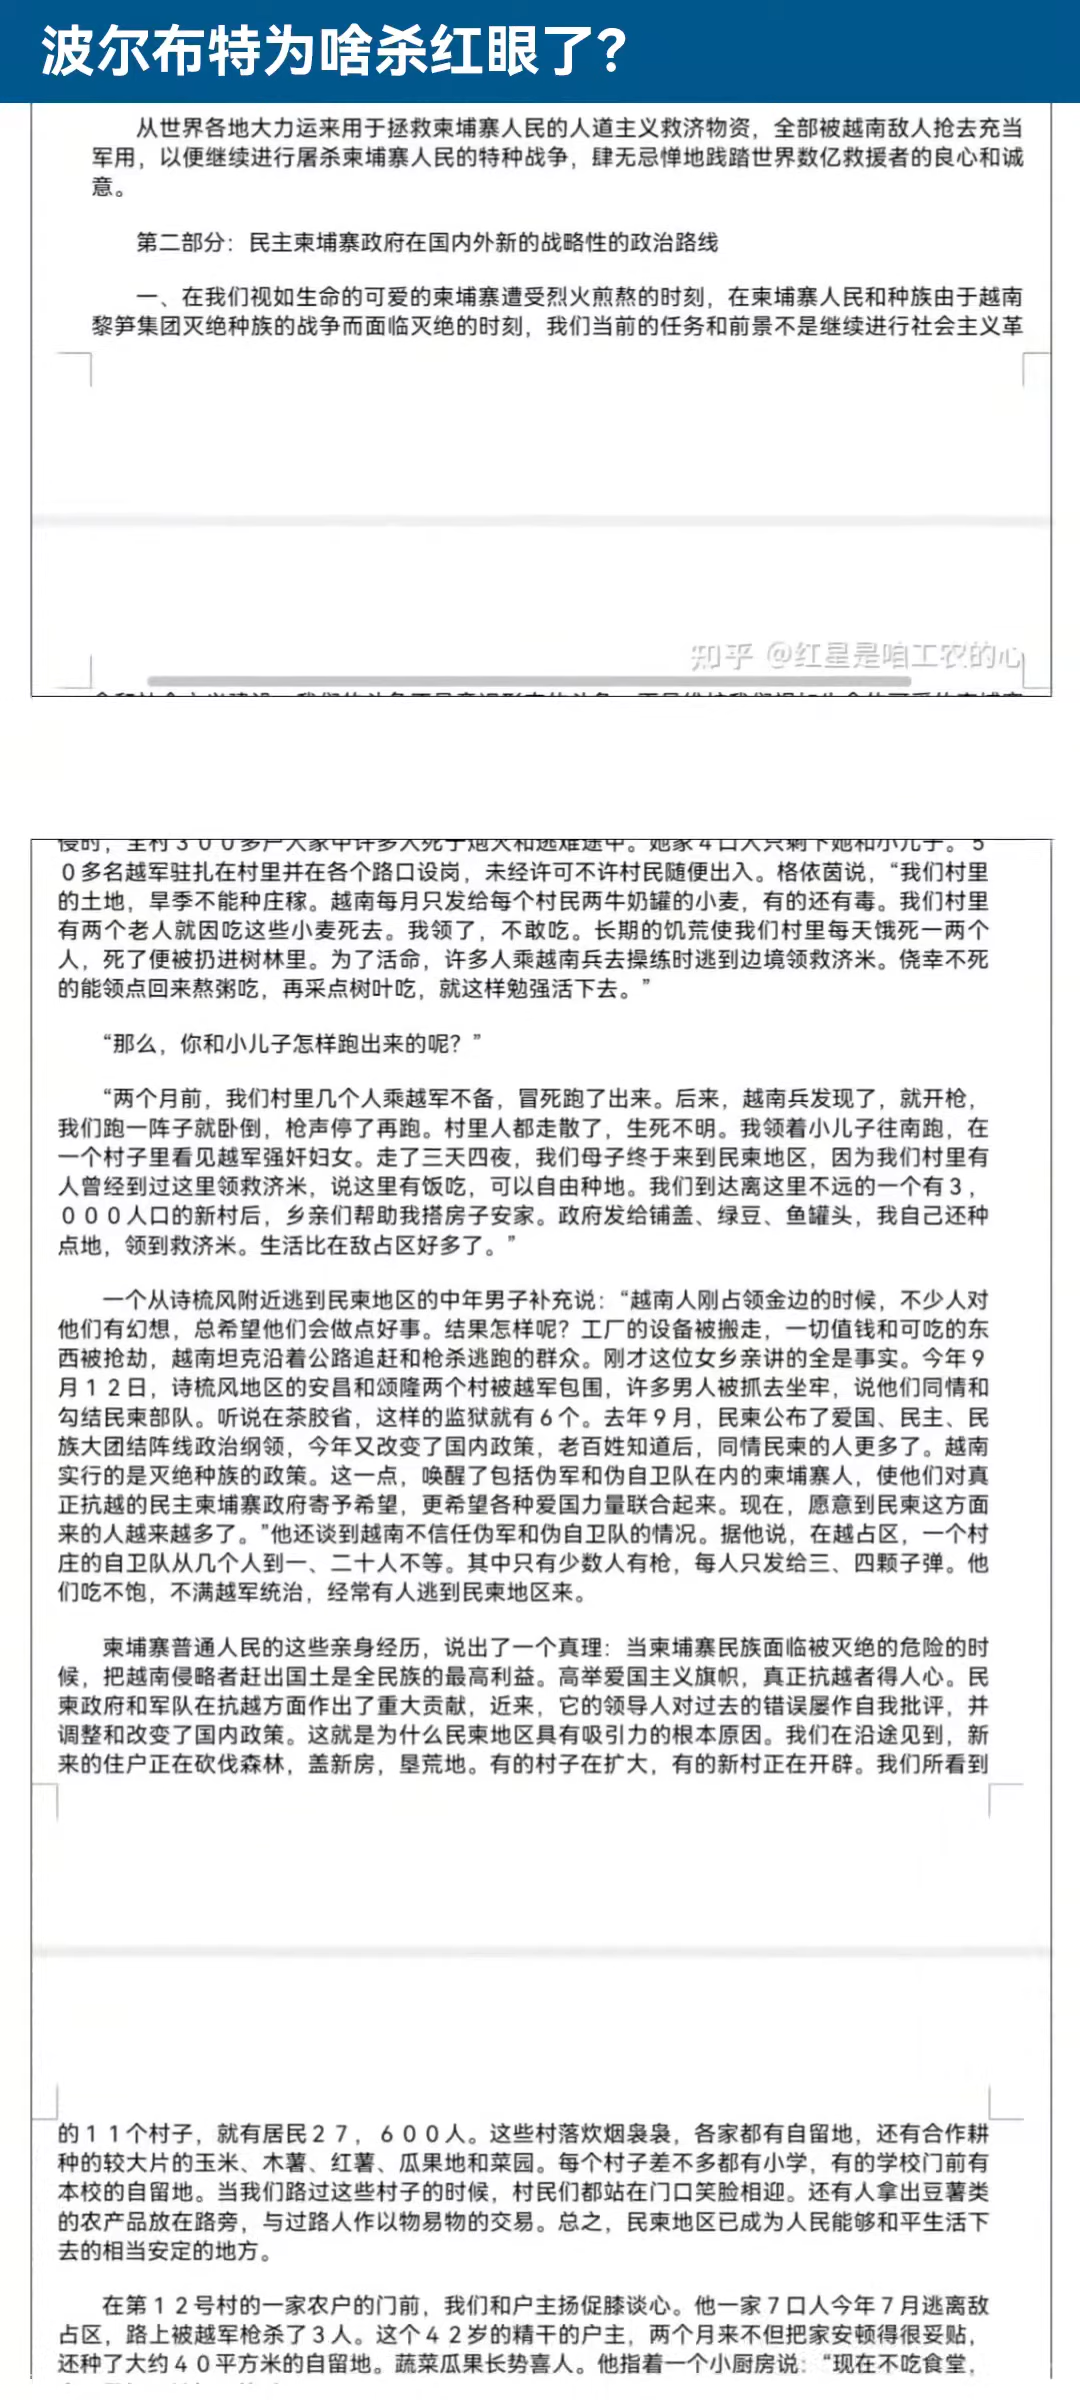 波尔布特为啥杀红眼了？
从世界各地大力运来用于拯救柬埔寨人民的人道主义救济物资，全部被越南敌人抢去充当
军用，以便继续进行屠杀柬埔寨人民的特种战争，肆无忌惮地践踏世界数亿救援者的良心和诚
意。
第二部分：民主柬埔寨政府在国内外新的战略性的政治路线
一、在我们视如生命的可爱的柬埔寨遭受烈火煎熬的时刻，在柬埔寨人民和种族由于越南
黎笋集团灭绝种族的战争而面临灭绝的时刻，我们当前的任务和前景不是继续进行社会主义革
知乎 @红星是咱工农的心
侵时，全村３００多户人家中许多人死于炮火和逃难途中。她家４口人只剩下她和小儿子。５
０多名越军驻扎在村里并在各个路口设岗，未经许可不许村民随便出入。格依茵说，“我们村里
的土地，旱季不能种庄稼。越南每月只发给每个村民两牛奶罐的小麦，有的还有毒。我们村里
有两个老人就因吃这些小麦死去。我领了，不敢吃。长期的饥荒使我们村里每天饿死一两个
人，死了便被扔进树林里。为了活命，许多人乘越南兵去操练时逃到边境领救济米。侥幸不死
的能领点回来熬粥吃，再采点树叶吃，就这样勉强活下去。”
“那么，你和小儿子怎样跑出来的呢？”
“两个月前，我们村里几个人乘越军不备，冒死跑了出来。后来，越南兵发现了，就开枪，
我们跑一阵子就卧倒，枪声停了再跑。村里人都走散了，生死不明。我领着小儿子往南跑，在
一个村子里看见越军强奸妇女。走了三天四夜，我们母子终于来到民柬地区，因为我们村里有
人曾经到过这里领救济米，说这里有饭吃，可以自由种地。我们到达离这里不远的一个有３，
０００人口的新村后，乡亲们帮助我搭房子安家。政府发给铺盖、绿豆、鱼罐头，我自己还种
点地，领到救济米。生活比在敌占区好多了。”
一个从诗梳风附近逃到民柬地区的中年男子补充说：“越南人刚占领金边的时候，不少人对
他们有幻想，总希望他们会做点好事。结果怎样呢？工厂的设备被搬走，一切值钱和可吃的东
西被抢劫，越南坦克沿着公路追赶和枪杀逃跑的群众。刚才这位女乡亲讲的全是事实。今年９
月１２日，诗梳风地区的安昌和颂隆两个村被越军包围，许多男人被抓去坐牢，说他们同情和
勾结民柬部队。听说在茶胶省，这样的监狱就有６个。去年９月，民柬公布了爱国、民主、民
族大团结阵线政治纲领，今年又改变了国内政策，老百姓知道后，同情民柬的人更多了。越南
实行的是灭绝种族的政策。这一点，唤醒了包括伪军和伪自卫队在内的柬埔寨人，使他们对真
正抗越的民主柬埔寨政府寄予希望，更希望各种爱国力量联合起来。现在，愿意到民柬这方面
来的人越来越多了。”他还谈到越南不信任伪军和伪自卫队的情况。据他说，在越占区，一个村
庄的自卫队从几个人到一、二十人不等。其中只有少数人有枪，每人只发给三、四颗子弹。他
们吃不饱，不满越军统治，经常有人逃到民柬地区来。
柬埔寨普通人民的这些亲身经历，说出了一个真理：当柬埔寨民族面临被灭绝的危险的时
候，把越南侵略者赶出国土是全民族的最高利益。高举爱国主义旗帜，真正抗越者得人心。民
柬政府和军队在抗越方面作出了重大贡献，近来，它的领导人对过去的错误屡作自我批评，并
调整和改变了国内政策。这就是为什么民柬地区具有吸引力的根本原因。我们在沿途见到，新
来的住户正在砍伐森林，盖新房，垦荒地。有的村子在扩大，有的新村正在开辟。我们所看到
的１１个村子，就有居民２７，６００人。这些村落炊烟袅袅，各家都有自留地，还有合作耕
种的较大片的玉米、木薯、红薯、瓜果地和菜园。每个村子差不多都有小学，有的学校门前有
本校的自留地。当我们路过这些村子的时候，村民们都站在门口笑脸相迎。还有人拿出豆薯类
的农产品放在路旁，与过路人作以物易物的交易。总之，民柬地区已成为人民能够和平生活下
去的相当安定的地方。
在第１２号村的一家农户的门前，我们和户主扬促膝谈心。他一家７口人今年７月逃离敌
占区，路上被越军枪杀了３人。这个４２岁的精干的户主，两个月来不但把家安顿得很妥贴，
还种了大约４０平方米的自留地。蔬菜瓜果长势喜人。他指着一个小厨房说：“现在不吃食堂，